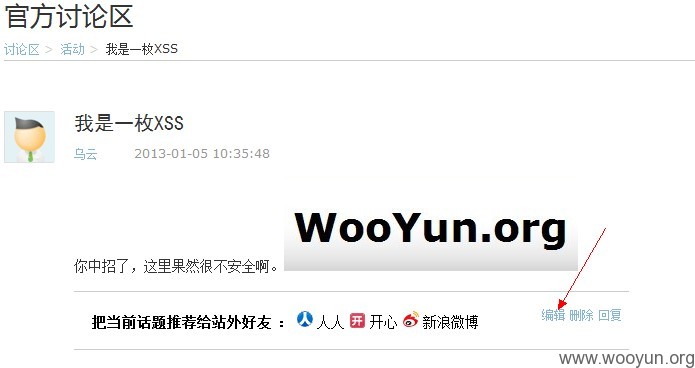 官方讨论区
讨论区 > 活动 > 我是一枚XSS
我是一枚XSS
乌云 2013-01-05 10:35:48
WooYun.org
你中招了，这里果然很不安全啊。
把当前话题推荐给站外好友 : 人人 开 开心 新浪微博 编辑 删除 回复
www.wooyun.org